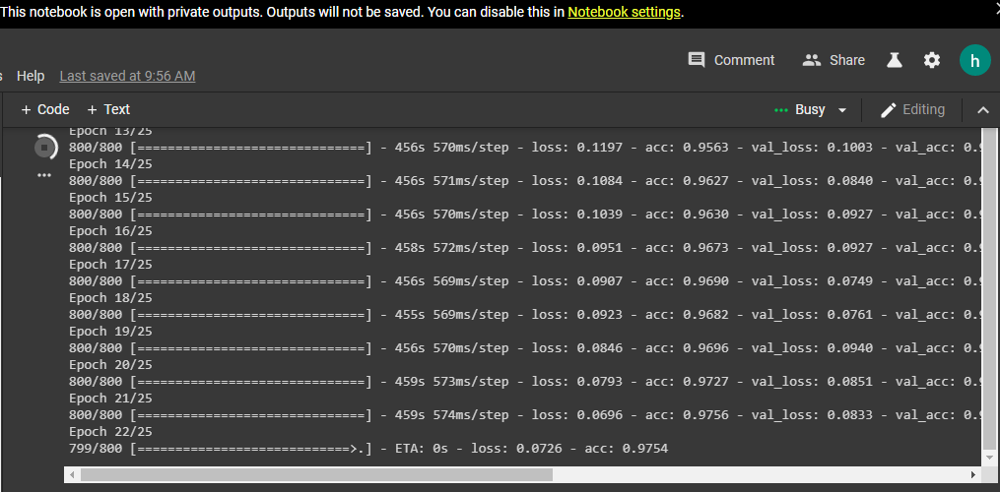 This notebook is open with private outputs. Outputs will not be saved. You can disable this in Notebook settings.
Help Last saved at 9:56 AM
Comment Share h
+ Code + Text
Busy Editing
Epoch 13/25
800/800 [==============================] - 456s 570ms/step - loss: 0.1197 - acc: 0.9563 - val_loss: 0.1003 - val_acc: 0.9
Epoch 14/25
800/800 [==============================] - 456s 571ms/step - loss: 0.1084 - acc: 0.9627 - val_loss: 0.0840 - val_acc: 0.9
Epoch 15/25
800/800 [==============================] - 456s 570ms/step - loss: 0.1039 - acc: 0.9630 - val_loss: 0.0927 - val_acc: 0.9
Epoch 16/25
800/800 [==============================] - 458s 572ms/step - loss: 0.0951 - acc: 0.9673 - val_loss: 0.0927 - val_acc: 0.9
Epoch 17/25
800/800 [==============================] - 456s 569ms/step - loss: 0.0907 - acc: 0.9690 - val_loss: 0.0749 - val_acc: 0.9
Epoch 18/25
800/800 [==============================] - 455s 569ms/step - loss: 0.0923 - acc: 0.9682 - val_loss: 0.0761 - val_acc: 0.9
Epoch 19/25
800/800 [==============================] - 456s 570ms/step - loss: 0.0846 - acc: 0.9696 - val_loss: 0.0940 - val_acc: 0.9
Epoch 20/25
800/800 [==============================] - 459s 573ms/step - loss: 0.0793 - acc: 0.9727 - val_loss: 0.0851 - val_acc: 0.9
Epoch 21/25
800/800 [==============================] - 459s 574ms/step - loss: 0.0696 - acc: 0.9756 - val_loss: 0.0833 - val_acc: 0.9
Epoch 22/25
799/800 [============================>.] - ETA: 0s - loss: 0.0726 - acc: 0.9754